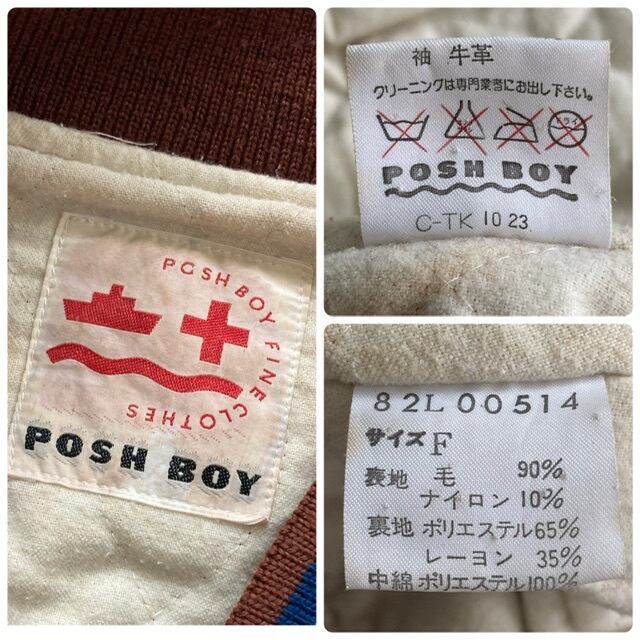 POSH BOY FINE CLOTHES
POSH BOY
袖 牛革
クリーニングは専門業者にお出し下さい。
POSH BOY
C-TK 10 23
82L 00514
サイズ F
表地 毛 90%
ナイロン 10%
裏地 ポリエステル 65%
レーヨン 35%
中綿 ポリエステル 100%